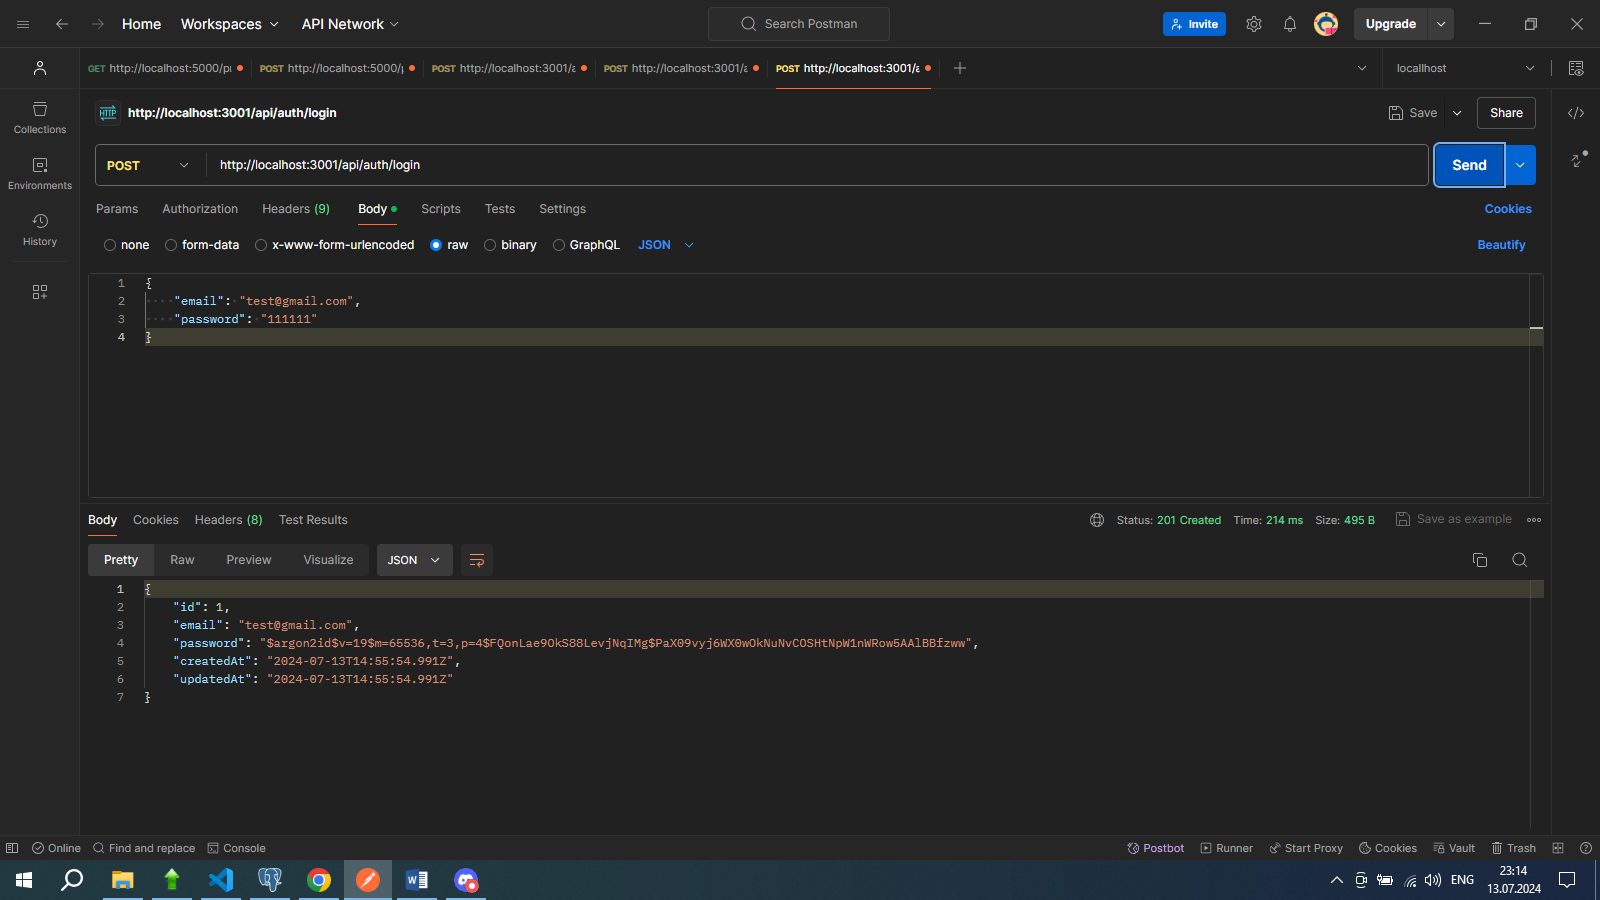 Home Workspaces API Network Search Postman Invite Upgrade
GET http://localhost:5000/p POST http://localhost:5000/ POST http://localhost:3001/a POST http://localhost:3001/a POST http://localhost:3001/a locallhost
HTTP http://localhost:3001/api/auth/login Save Share
Collections
POST http://localhost:3001/api/auth/login Send
Environments
Params Authorization Headers (9) Body Scripts Tests Settings Cookies
History
none form-data x-www-form-urlencoded raw binary GraphQL JSON Beautify
1 {
2 "email": "test@gmail.com",
3 "password": "111111"
4 }
Body Cookies Headers (8) Test Results Status: 201 Created Time: 214 ms Size: 495 B Save as example
Pretty Raw Preview Visualize JSON
1 {
2 "id": 1,
3 "email": "test@gmail.com",
4 "password": "$argon2id$v=19$m=65536,t=3,p=4$FQonLae9OkS88LevjNqIMg$PaX09vyj6WX0wOkNuNvCOSHtNpW1nWRow5AAlBBfzww",
5 "createdAt": "2024-07-13T14:55:54.991Z",
6 "updatedAt": "2024-07-13T14:55:54.991Z"
7 }
Online Find and replace Console Postbot Runner Start Proxy Cookies Vault Trash
ENG 23:14
13.07.2024